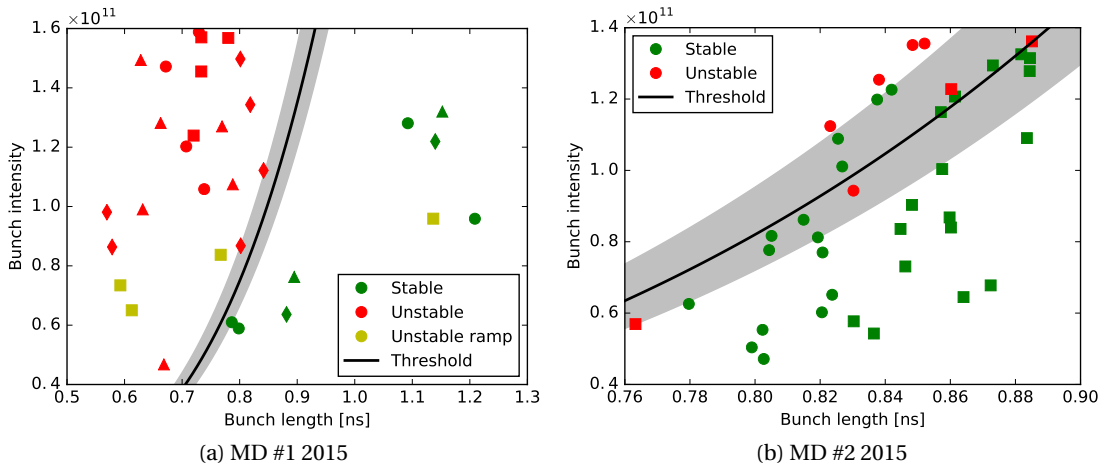 ×10¹¹
1.6
1.4
1.2
1.0
0.8
0.6
0.4
Bunch intensity
0.5 0.6 0.7 0.8 0.9 1.0 1.1 1.2 1.3
Bunch length [ns]
Stable
Unstable
Unstable ramp
Threshold
(a) MD #1 2015
×10¹¹
1.4
1.2
1.0
0.8
0.6
0.4
Bunch intensity
0.76 0.78 0.80 0.82 0.84 0.86 0.88 0.90
Bunch length [ns]
Stable
Unstable
Threshold
(b) MD #2 2015